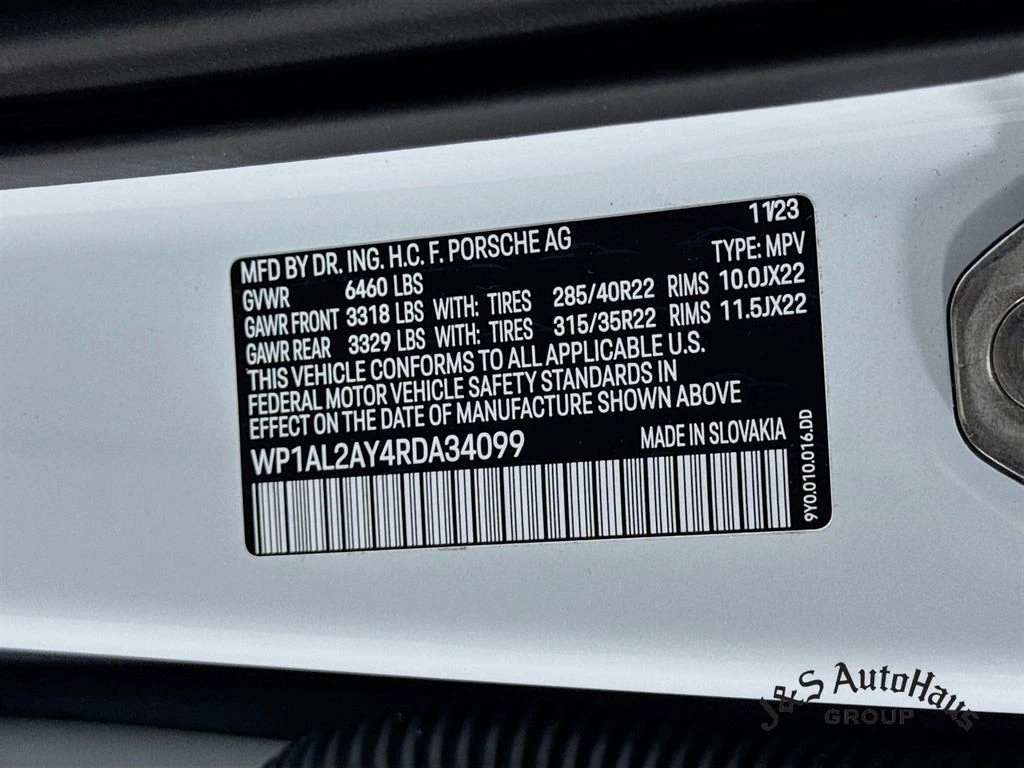 11/23
MFD BY DR. ING. H.C. F. PORSCHE AG
TYPE: MPV
GVWR 6460 LBS
GAWR FRONT 3318 LBS WITH: TIRES 285/40R22 RIMS 10.0JX22
GAWR REAR 3329 LBS WITH: TIRES 315/35R22 RIMS 11.5JX22
THIS VEHICLE CONFORMS TO ALL APPLICABLE U.S.
FEDERAL MOTOR VEHICLE SAFETY STANDARDS IN
EFFECT ON THE DATE OF MANUFACTURE SHOWN ABOVE
WP1AL2AY4RDA34099 MADE IN SLOVAKIA
9Y0.010.016.DD
J&S AutoHaus
GROUP